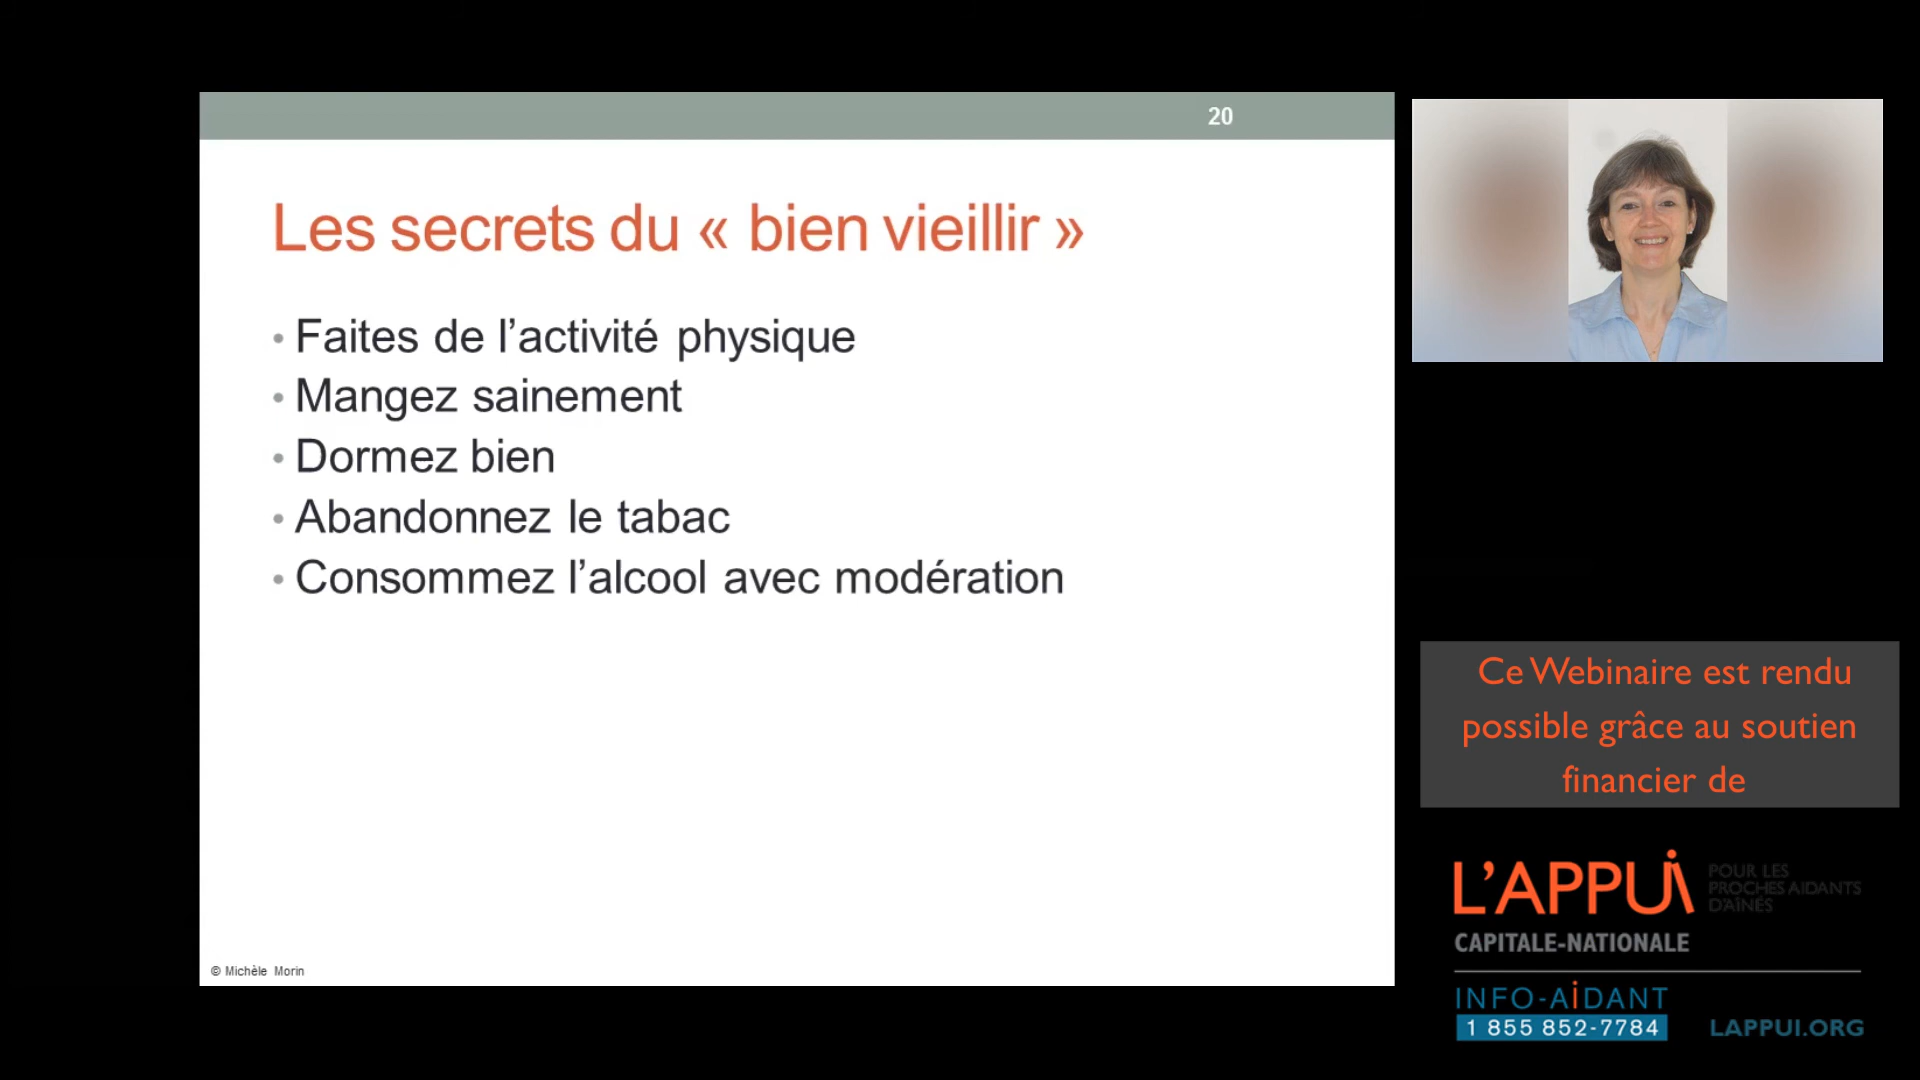 20
Les secrets du « bien vieillir »
• Faites de l’activité physique
• Mangez sainement
• Dormez bien
• Abandonnez le tabac
• Consommez l’alcool avec modération
© Michèle Morin
Ce Webinaire est rendu
possible grâce au soutien
financier de
L’APPUi
POUR LES
PROCHES AIDANTS
D’AÎNÉS
CAPITALE-NATIONALE
INFO-AiDANT
1 855 852-7784
LAPPUI.ORG